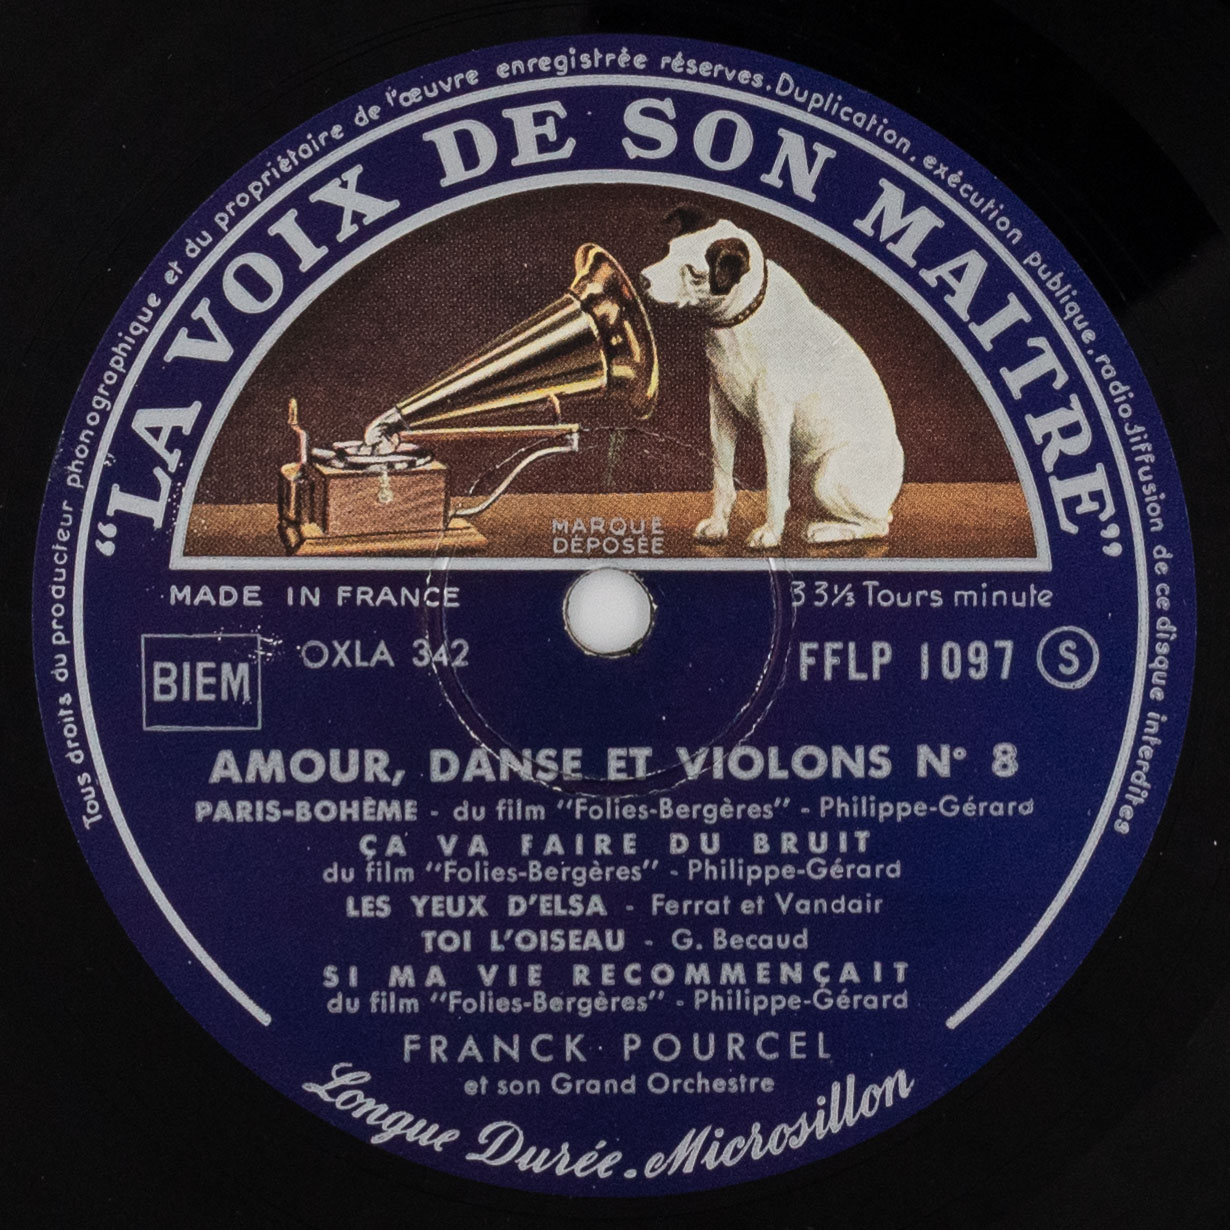 Tous droits du producteur phonographique et du propriétaire de l'œuvre enregistrée réservés. Duplication, exécution publique, radiodiffusion de ce disque interdites
“LA VOIX DE SON MAITRE”
MARQUE
DÉPOSÉE
MADE IN FRANCE
33⅓ Tours minute
BIEM
OXLA 342
FFLP 1097 S
AMOUR, DANSE ET VIOLONS N° 8
PARIS-BOHÈME - du film "Folies-Bergères" - Philippe-Gérard
ÇA VA FAIRE DU BRUIT
du film "Folies-Bergères" - Philippe-Gérard
LES YEUX D'ELSA - Ferrat et Vandair
TOI L'OISEAU - G. Becaud
SI MA VIE RECOMMENÇAIT
du film "Folies-Bergères" - Philippe-Gérard
FRANCK POURCEL
et son Grand Orchestre
Longue Durée-Microsillon